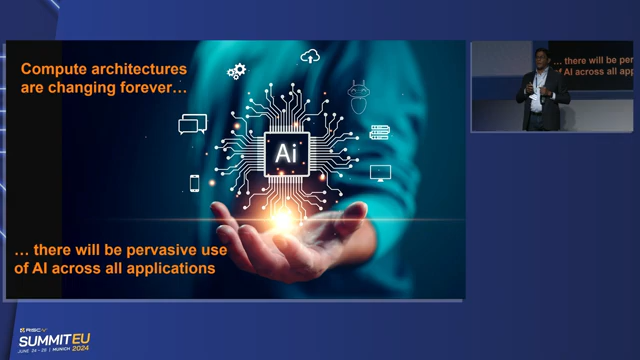 Compute architectures
are changing forever…
Ai
… there will be pervasive use
of AI across all applications
… there will be per
of AI across all app
RISC-V
SUMMIT EU
JUNE 24 – 28 | MUNICH 2024